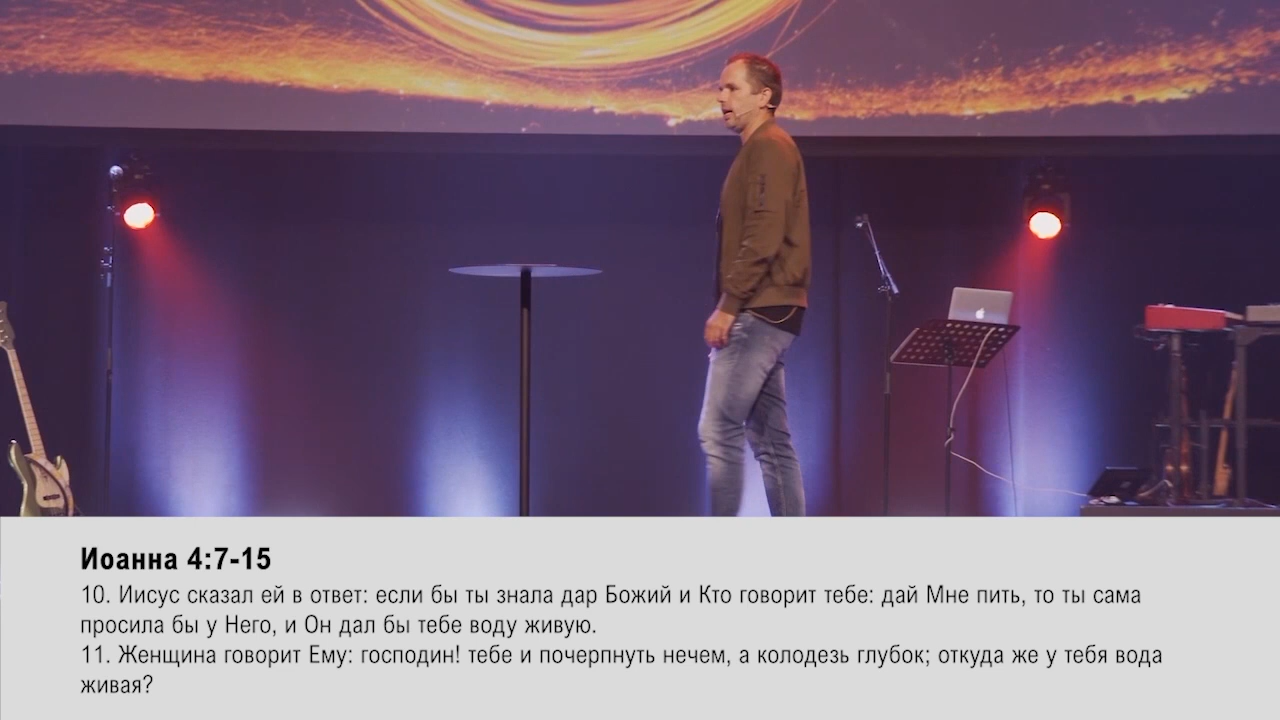 Иоанна 4:7-15
10. Иисус сказал ей в ответ: если бы ты знала дар Божий и Кто говорит тебе: дай Мне пить, то ты сама
просила бы у Него, и Он дал бы тебе воду живую.
11. Женщина говорит Ему: господин! тебе и почерпнуть нечем, а колодезь глубок; откуда же у тебя вода
живая?